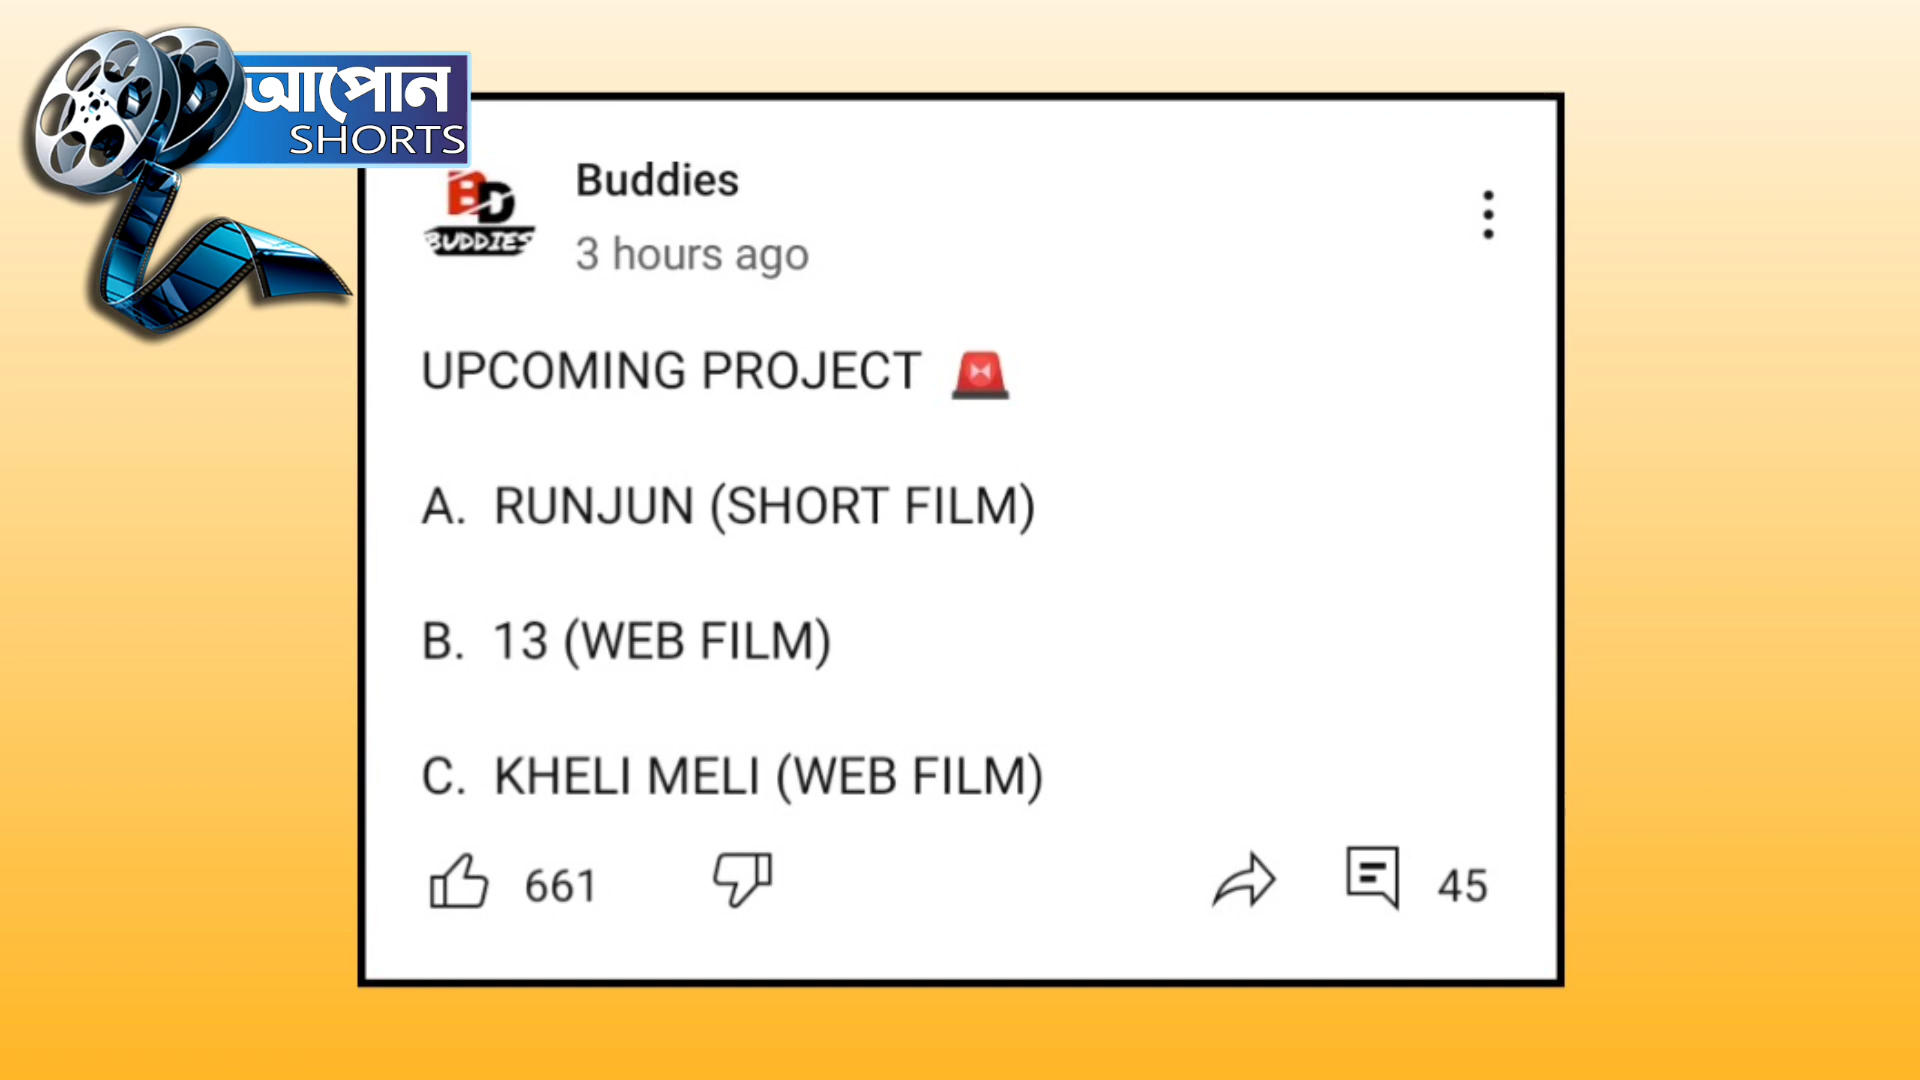 আপোন
SHORTS
BD
BUDDIES
Buddies
3 hours ago
UPCOMING PROJECT 🚨
A. RUNJUN (SHORT FILM)
B. 13 (WEB FILM)
C. KHELI MELI (WEB FILM)
661
45